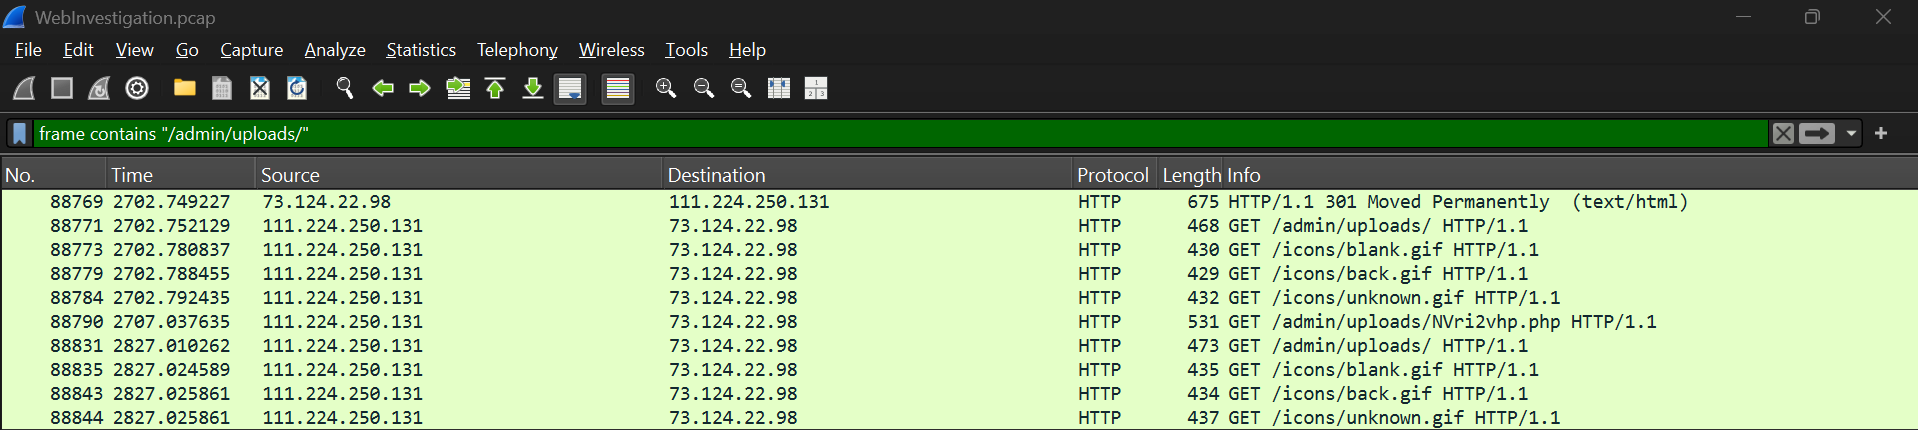 WebInvestigation.pcap
File Edit View Go Capture Analyze Statistics Telephony Wireless Tools Help
frame contains "/admin/uploads/"
No. Time Source Destination Protocol Length Info
88769 2702.749227 73.124.22.98 111.224.250.131 HTTP 675 HTTP/1.1 301 Moved Permanently (text/html)
88771 2702.752129 111.224.250.131 73.124.22.98 HTTP 468 GET /admin/uploads/ HTTP/1.1
88773 2702.780837 111.224.250.131 73.124.22.98 HTTP 430 GET /icons/blank.gif HTTP/1.1
88779 2702.788455 111.224.250.131 73.124.22.98 HTTP 429 GET /icons/back.gif HTTP/1.1
88784 2702.792435 111.224.250.131 73.124.22.98 HTTP 432 GET /icons/unknown.gif HTTP/1.1
88790 2707.037635 111.224.250.131 73.124.22.98 HTTP 531 GET /admin/uploads/NVri2vhp.php HTTP/1.1
88831 2827.010262 111.224.250.131 73.124.22.98 HTTP 473 GET /admin/uploads/ HTTP/1.1
88835 2827.024589 111.224.250.131 73.124.22.98 HTTP 435 GET /icons/blank.gif HTTP/1.1
88843 2827.025861 111.224.250.131 73.124.22.98 HTTP 434 GET /icons/back.gif HTTP/1.1
88844 2827.025861 111.224.250.131 73.124.22.98 HTTP 437 GET /icons/unknown.gif HTTP/1.1